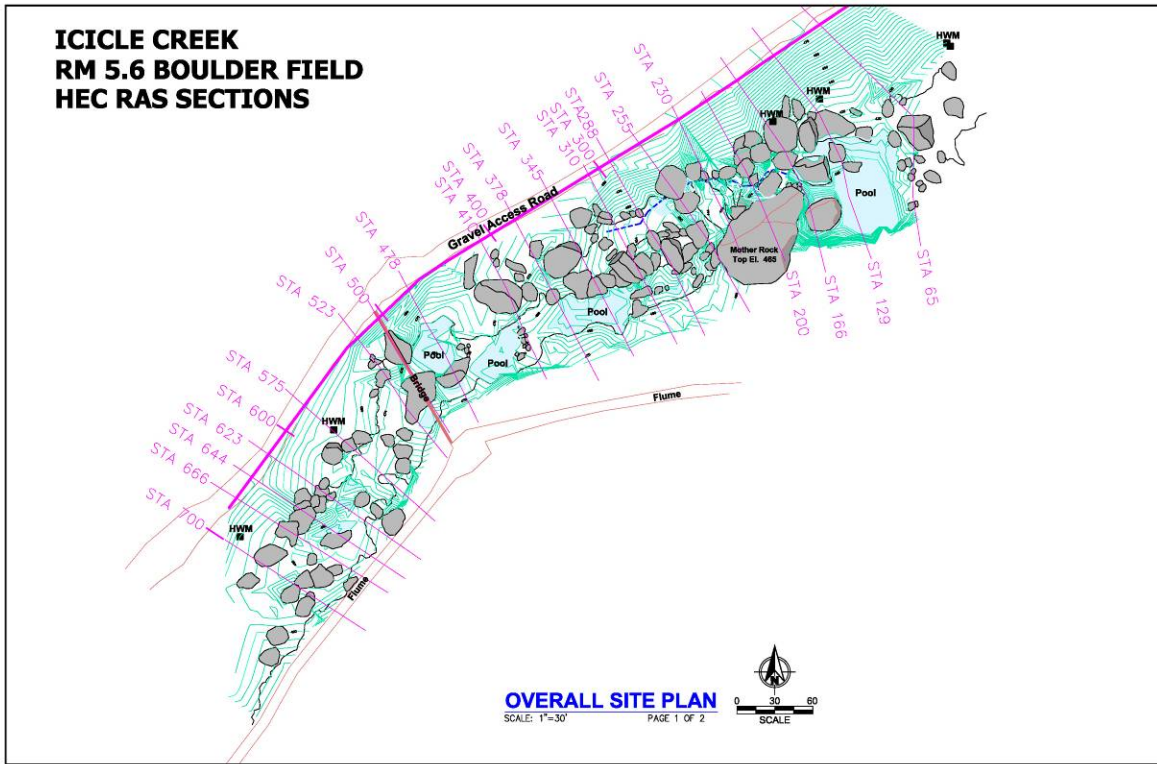 ICICLE CREEK
RM 5.6 BOULDER FIELD
HEC RAS SECTIONS
HWM
HWM
HWM
STA 230
STA 255
STA288
STA 300
STA 310
STA 345
STA 378
STA 400
STA 478
STA 500
STA 523
STA 575
STA 600
STA 623
STA 644
STA 666
STA 700
Gravel Access Road
Pool
Mother Rock
Top El. 465
STA 65
STA 129
STA 166
STA 200
Pool
Pool
Pool
Bridge
Flume
HWM
HWM
Flume
N
OVERALL SITE PLAN
SCALE: 1"=30'
PAGE 1 OF 2
0 30 60
SCALE